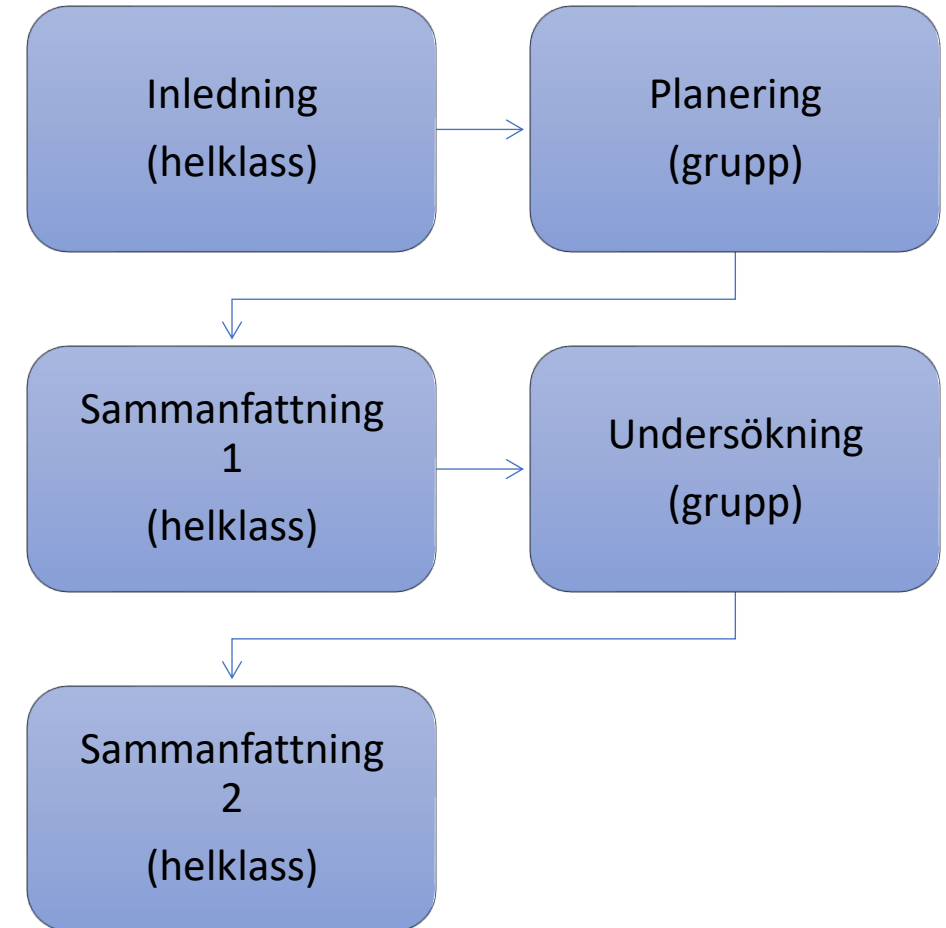 Inledning
(helklass)
Planering
(grupp)
Sammanfattning
1
(helklass)
Undersökning
(grupp)
Sammanfattning
2
(helklass)